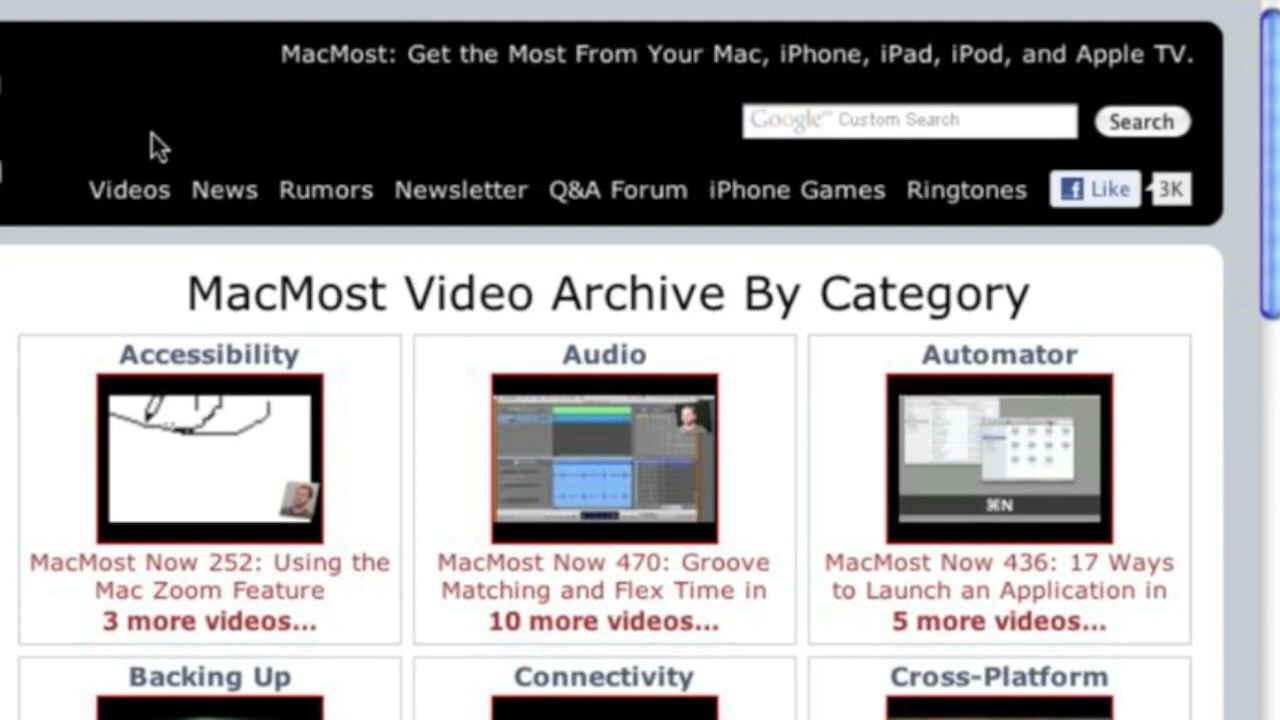 MacMost: Get the Most From Your Mac, iPhone, iPad, iPod, and Apple TV.
Google™ Custom Search Search
Videos News Rumors Newsletter Q&A Forum iPhone Games Ringtones Like 3K
MacMost Video Archive By Category
Accessibility Audio Automator
⌘N
MacMost Now 252: Using the MacMost Now 470: Groove MacMost Now 436: 17 Ways
Mac Zoom Feature Matching and Flex Time in to Launch an Application in
3 more videos... 10 more videos... 5 more videos...
Backing Up Connectivity Cross-Platform